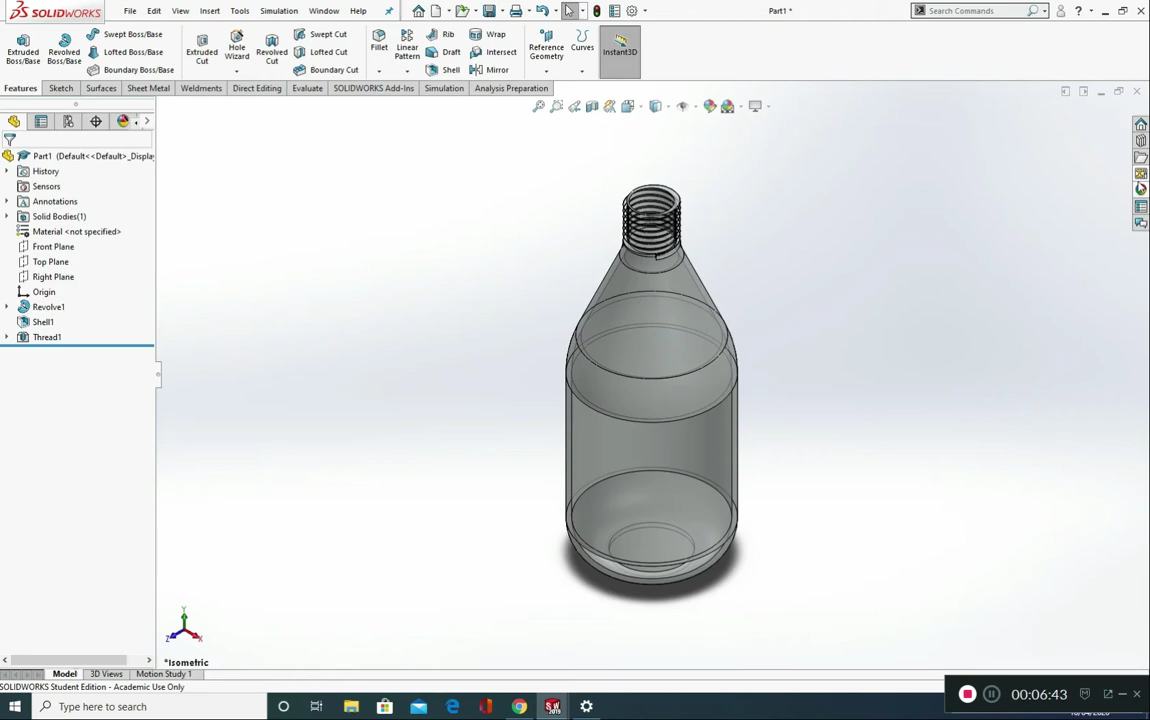 SOLIDWORKS
File Edit View Insert Tools Simulation Window Help
Part1 *
Search Commands
Extruded Boss/Base
Revolved Boss/Base
Swept Boss/Base
Lofted Boss/Base
Boundary Boss/Base
Extruded Cut
Hole Wizard
Revolved Cut
Swept Cut
Lofted Cut
Boundary Cut
Fillet
Linear Pattern
Rib
Draft
Shell
Wrap
Intersect
Mirror
Reference Geometry
Curves
Instant3D
Features Sketch Surfaces Sheet Metal Weldments Direct Editing Evaluate SOLIDWORKS Add-Ins Simulation Analysis Preparation
Part1 (Default<<Default>_Displa
History
Sensors
Annotations
Solid Bodies(1)
Material <not specified>
Front Plane
Top Plane
Right Plane
Origin
Revolve1
Shell1
Thread1
Y
Z
X
*Isometric
Model 3D Views Motion Study 1
SOLIDWORKS Student Edition - Academic Use Only
Type here to search
00:06:43